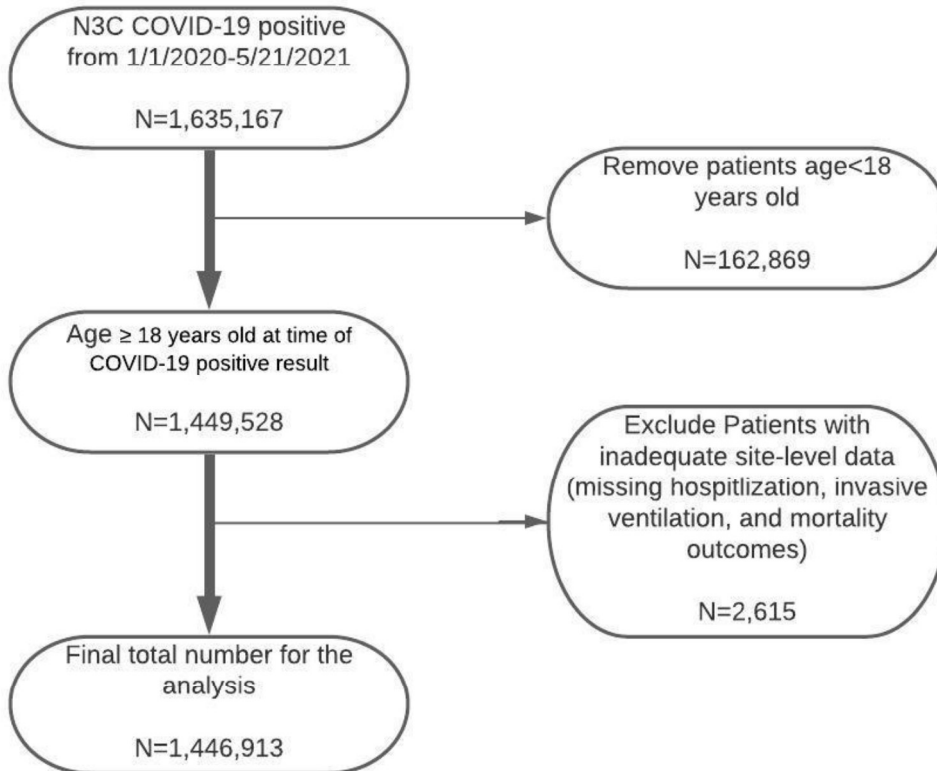 N3C COVID-19 positive
from 1/1/2020-5/21/2021
N=1,635,167
Remove patients age<18
years old
N=162,869
Age ≥ 18 years old at time of
COVID-19 positive result
N=1,449,528
Exclude Patients with
inadequate site-level data
(missing hospitlization, invasive
ventilation, and mortality
outcomes)
N=2,615
Final total number for the
analysis
N=1,446,913